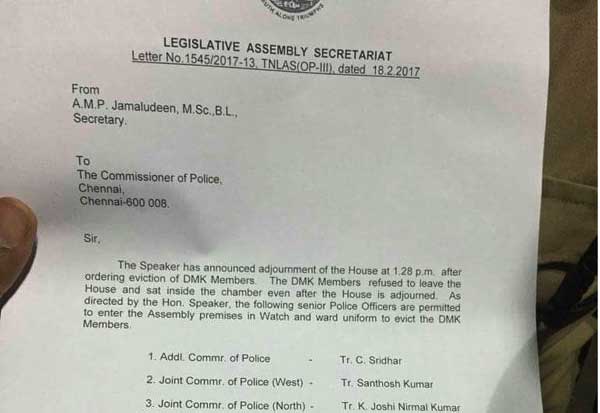 TRUTH ALONE TRIUMPHS
LEGISLATIVE ASSEMBLY SECRETARIAT
Letter No.1545/2017-13, TNLAS(OP-III), dated 18.2.2017
From
A.M.P. Jamaludeen, M.Sc.,B.L.,
Secretary.
To
The Commissioner of Police,
Chennai,
Chennai-600 008.
Sir,
The Speaker has announced adjournment of the House at 1.28 p.m. after
ordering eviction of DMK Members. The DMK Members refused to leave the
House and sat inside the chamber even after the House is adjourned. As
directed by the Hon. Speaker, the following senior Police Officers are permitted
to enter the Assembly premises in Watch and ward uniform to evict the DMK
Members.
1. Addl. Commr. of Police - Tr. C. Sridhar
2. Joint Commr. of Police (West) - Tr. Santhosh Kumar
3. Joint Commr. of Police (North) - Tr. K. Joshi Nirmal Kumar